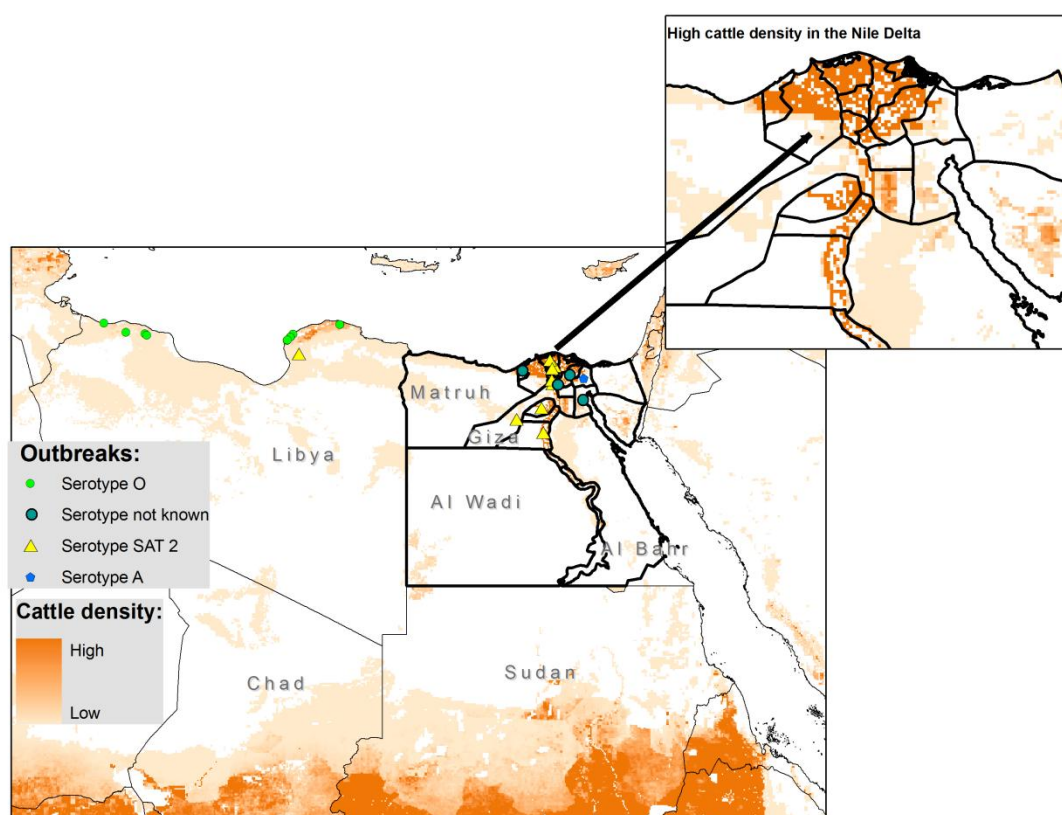 High cattle density in the Nile Delta
Matruh
Giza
Libya
Al Wadi
Al Bahr
Outbreaks:
Serotype O
Serotype not known
Serotype SAT 2
Serotype A
Cattle density:
High
Low
Chad
Sudan